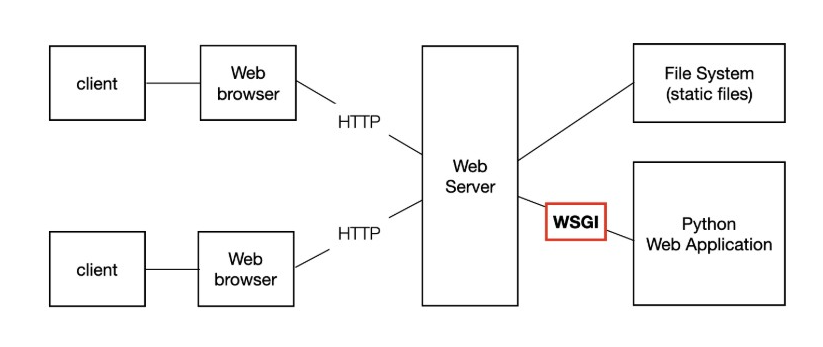 client
Web
browser
HTTP
Web
Server
File System
(static files)
WSGI
Python
Web Application
client
Web
browser
HTTP